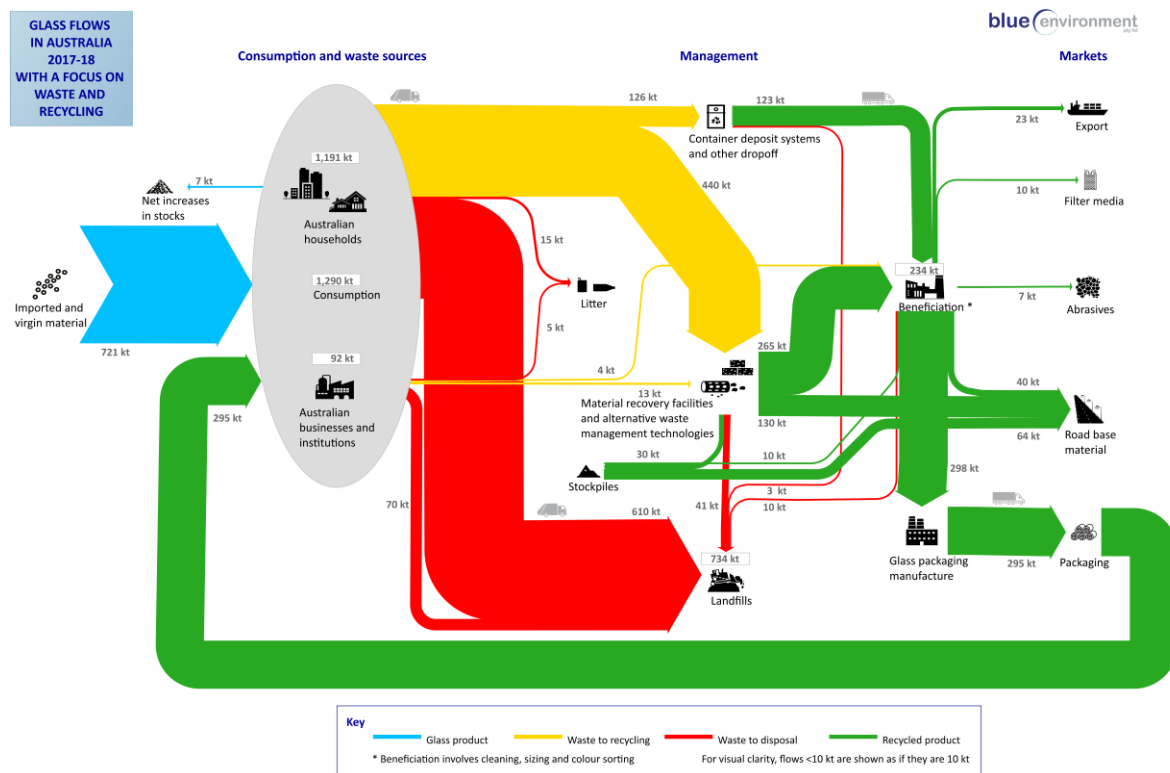 GLASS FLOWS
IN AUSTRALIA
2017-18
WITH A FOCUS ON
WASTE AND
RECYCLING
blue environment
pty ltd
Consumption and waste sources
Management
Markets
126 kt
123 kt
23 kt
Export
Container deposit systems
and other dropoff
1,191 kt
7 kt
Net increases
in stocks
440 kt
10 kt
Filter media
Australian
households
15 kt
234 kt
1,290 kt
Consumption
Imported and
virgin material
Litter
Beneficiation *
7 kt
Abrasives
5 kt
721 kt
265 kt
92 kt
4 kt
13 kt
40 kt
Material recovery facilities
and alternative waste
management technologies
295 kt
Australian
businesses and
institutions
130 kt
64 kt
Road base
material
30 kt
10 kt
298 kt
Stockpiles
3 kt
10 kt
70 kt
610 kt
41 kt
734 kt
Landfills
Glass packaging
manufacture
295 kt
Packaging
Key
Glass product
Waste to recycling
Waste to disposal
Recycled product
* Beneficiation involves cleaning, sizing and colour sorting
For visual clarity, flows <10 kt are shown as if they are 10 kt